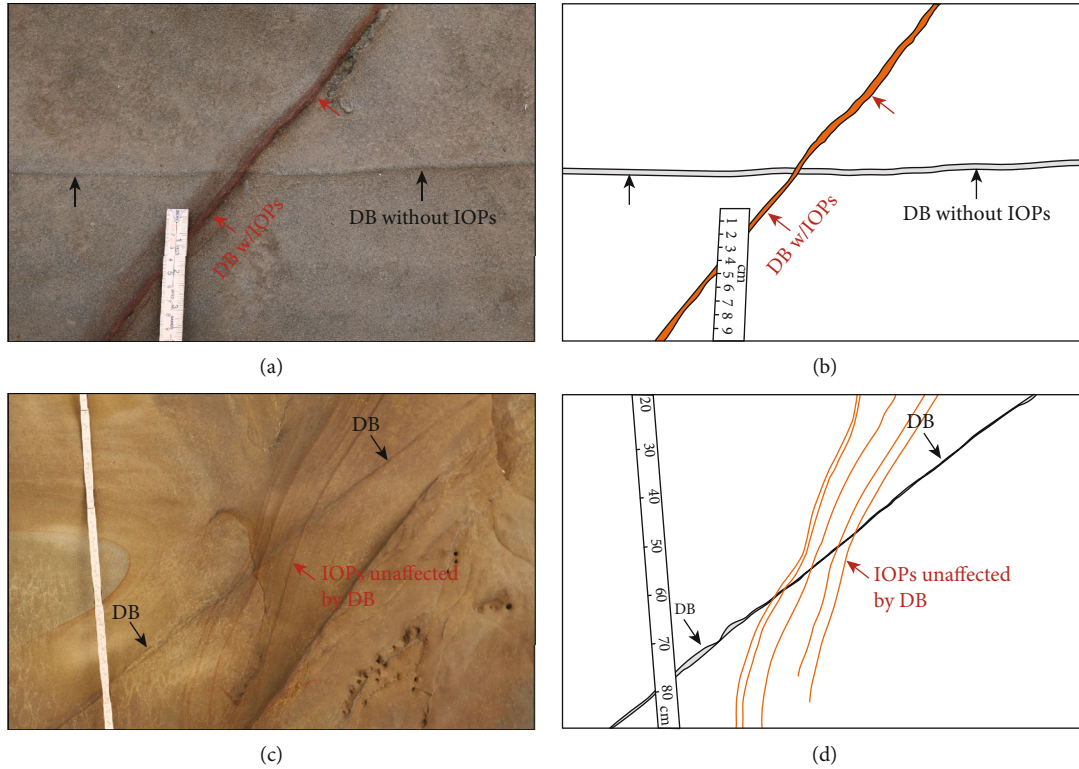 DB without IOPs
DB w/IOPs
(a)
DB without IOPs
DB w/IOPs
1 2 3 4 5 6 7 8 9
cm
(b)
DB
IOPs unaffected
by DB
DB
(c)
20
30
40
50
60
70
80
cm
DB
IOPs unaffected
by DB
DB
(d)